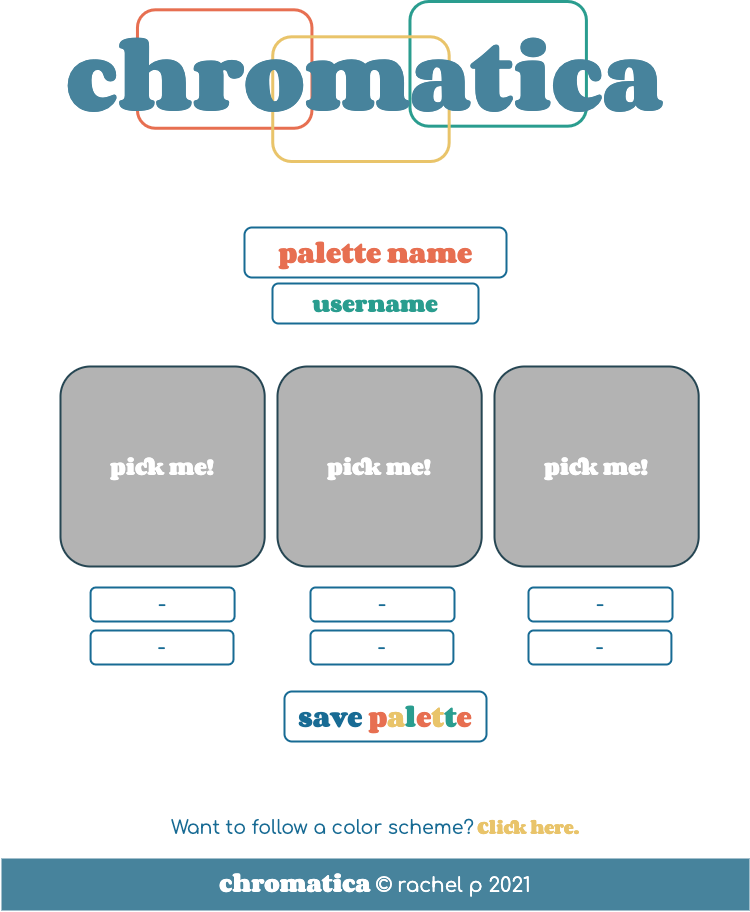 chromatica
palette name
username
pick me! pick me! pick me!
- - -
- - -
save palette
Want to follow a color scheme? Click here.
chromatica © rachel p 2021